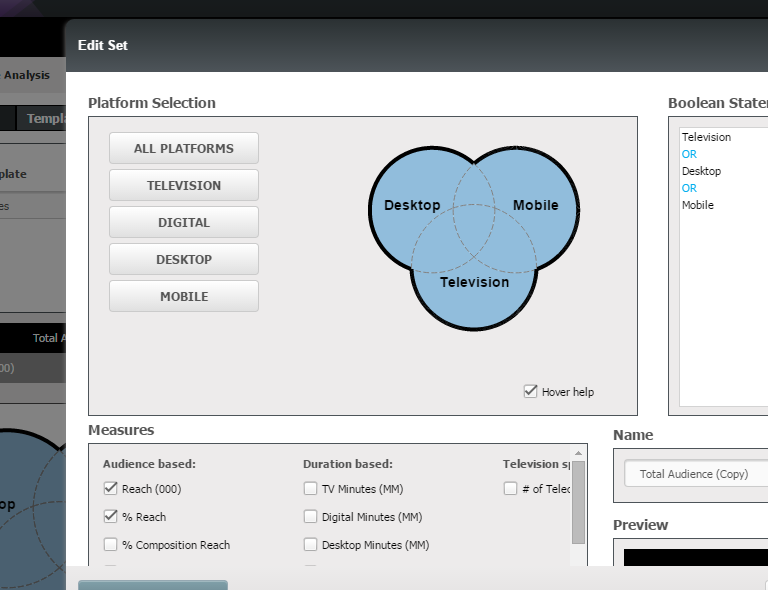 Edit Set
Analysis
Templa
plate
es
Total A
00)
op
Platform Selection
ALL PLATFORMS
TELEVISION
DIGITAL
DESKTOP
MOBILE
Desktop
Mobile
Television
Hover help
Boolean Stater
Television
OR
Desktop
OR
Mobile
Measures
Audience based:
Reach (000)
% Reach
% Composition Reach
Duration based:
TV Minutes (MM)
Digital Minutes (MM)
Desktop Minutes (MM)
Television sp
# of Telec
Name
Total Audience (Copy)
Preview